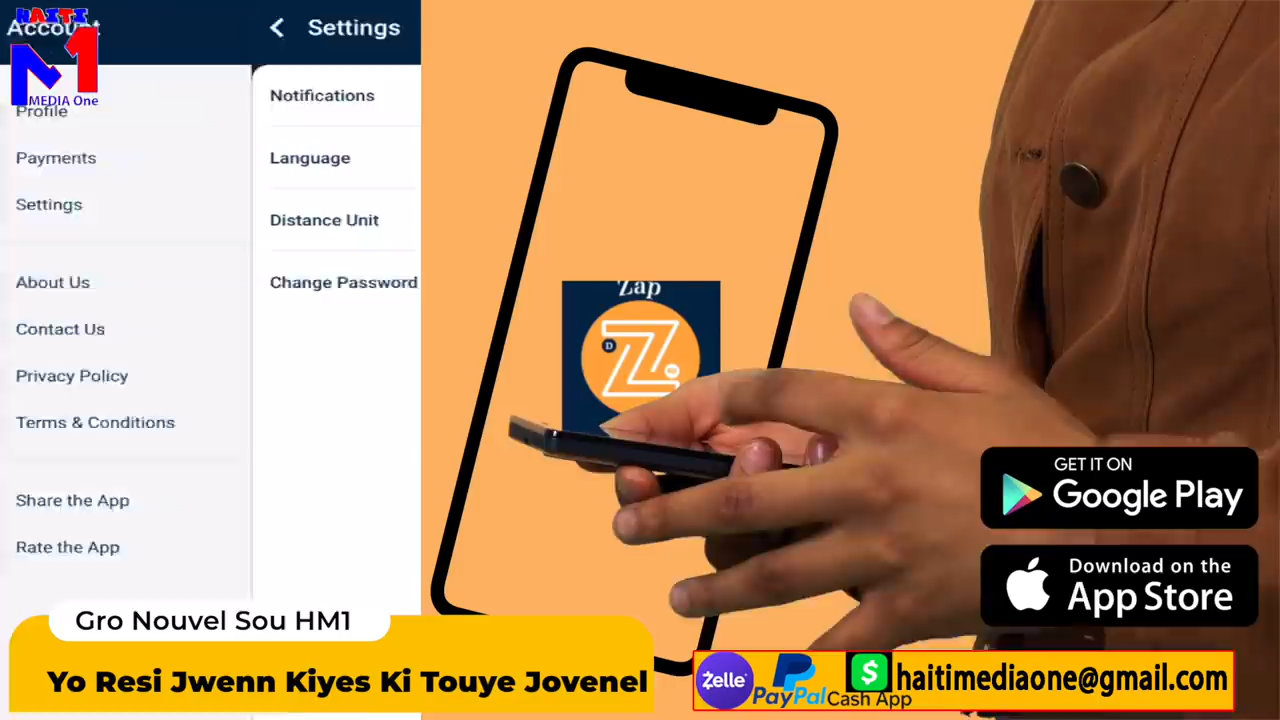 HAITI
M1
MEDIA One
Account
Profile
Payments
Settings
About Us
Contact Us
Privacy Policy
Terms & Conditions
Share the App
Rate the App
Settings
Notifications
Language
Distance Unit
Change Password
Zap
D
Z
GET IT ON
Google Play
Download on the
App Store
Gro Nouvel Sou HM1
Yo Resi Jwenn Kiyes Ki Touye Jovenel
Zelle
PayPal
$
Cash App
haitimediaone@gmail.com